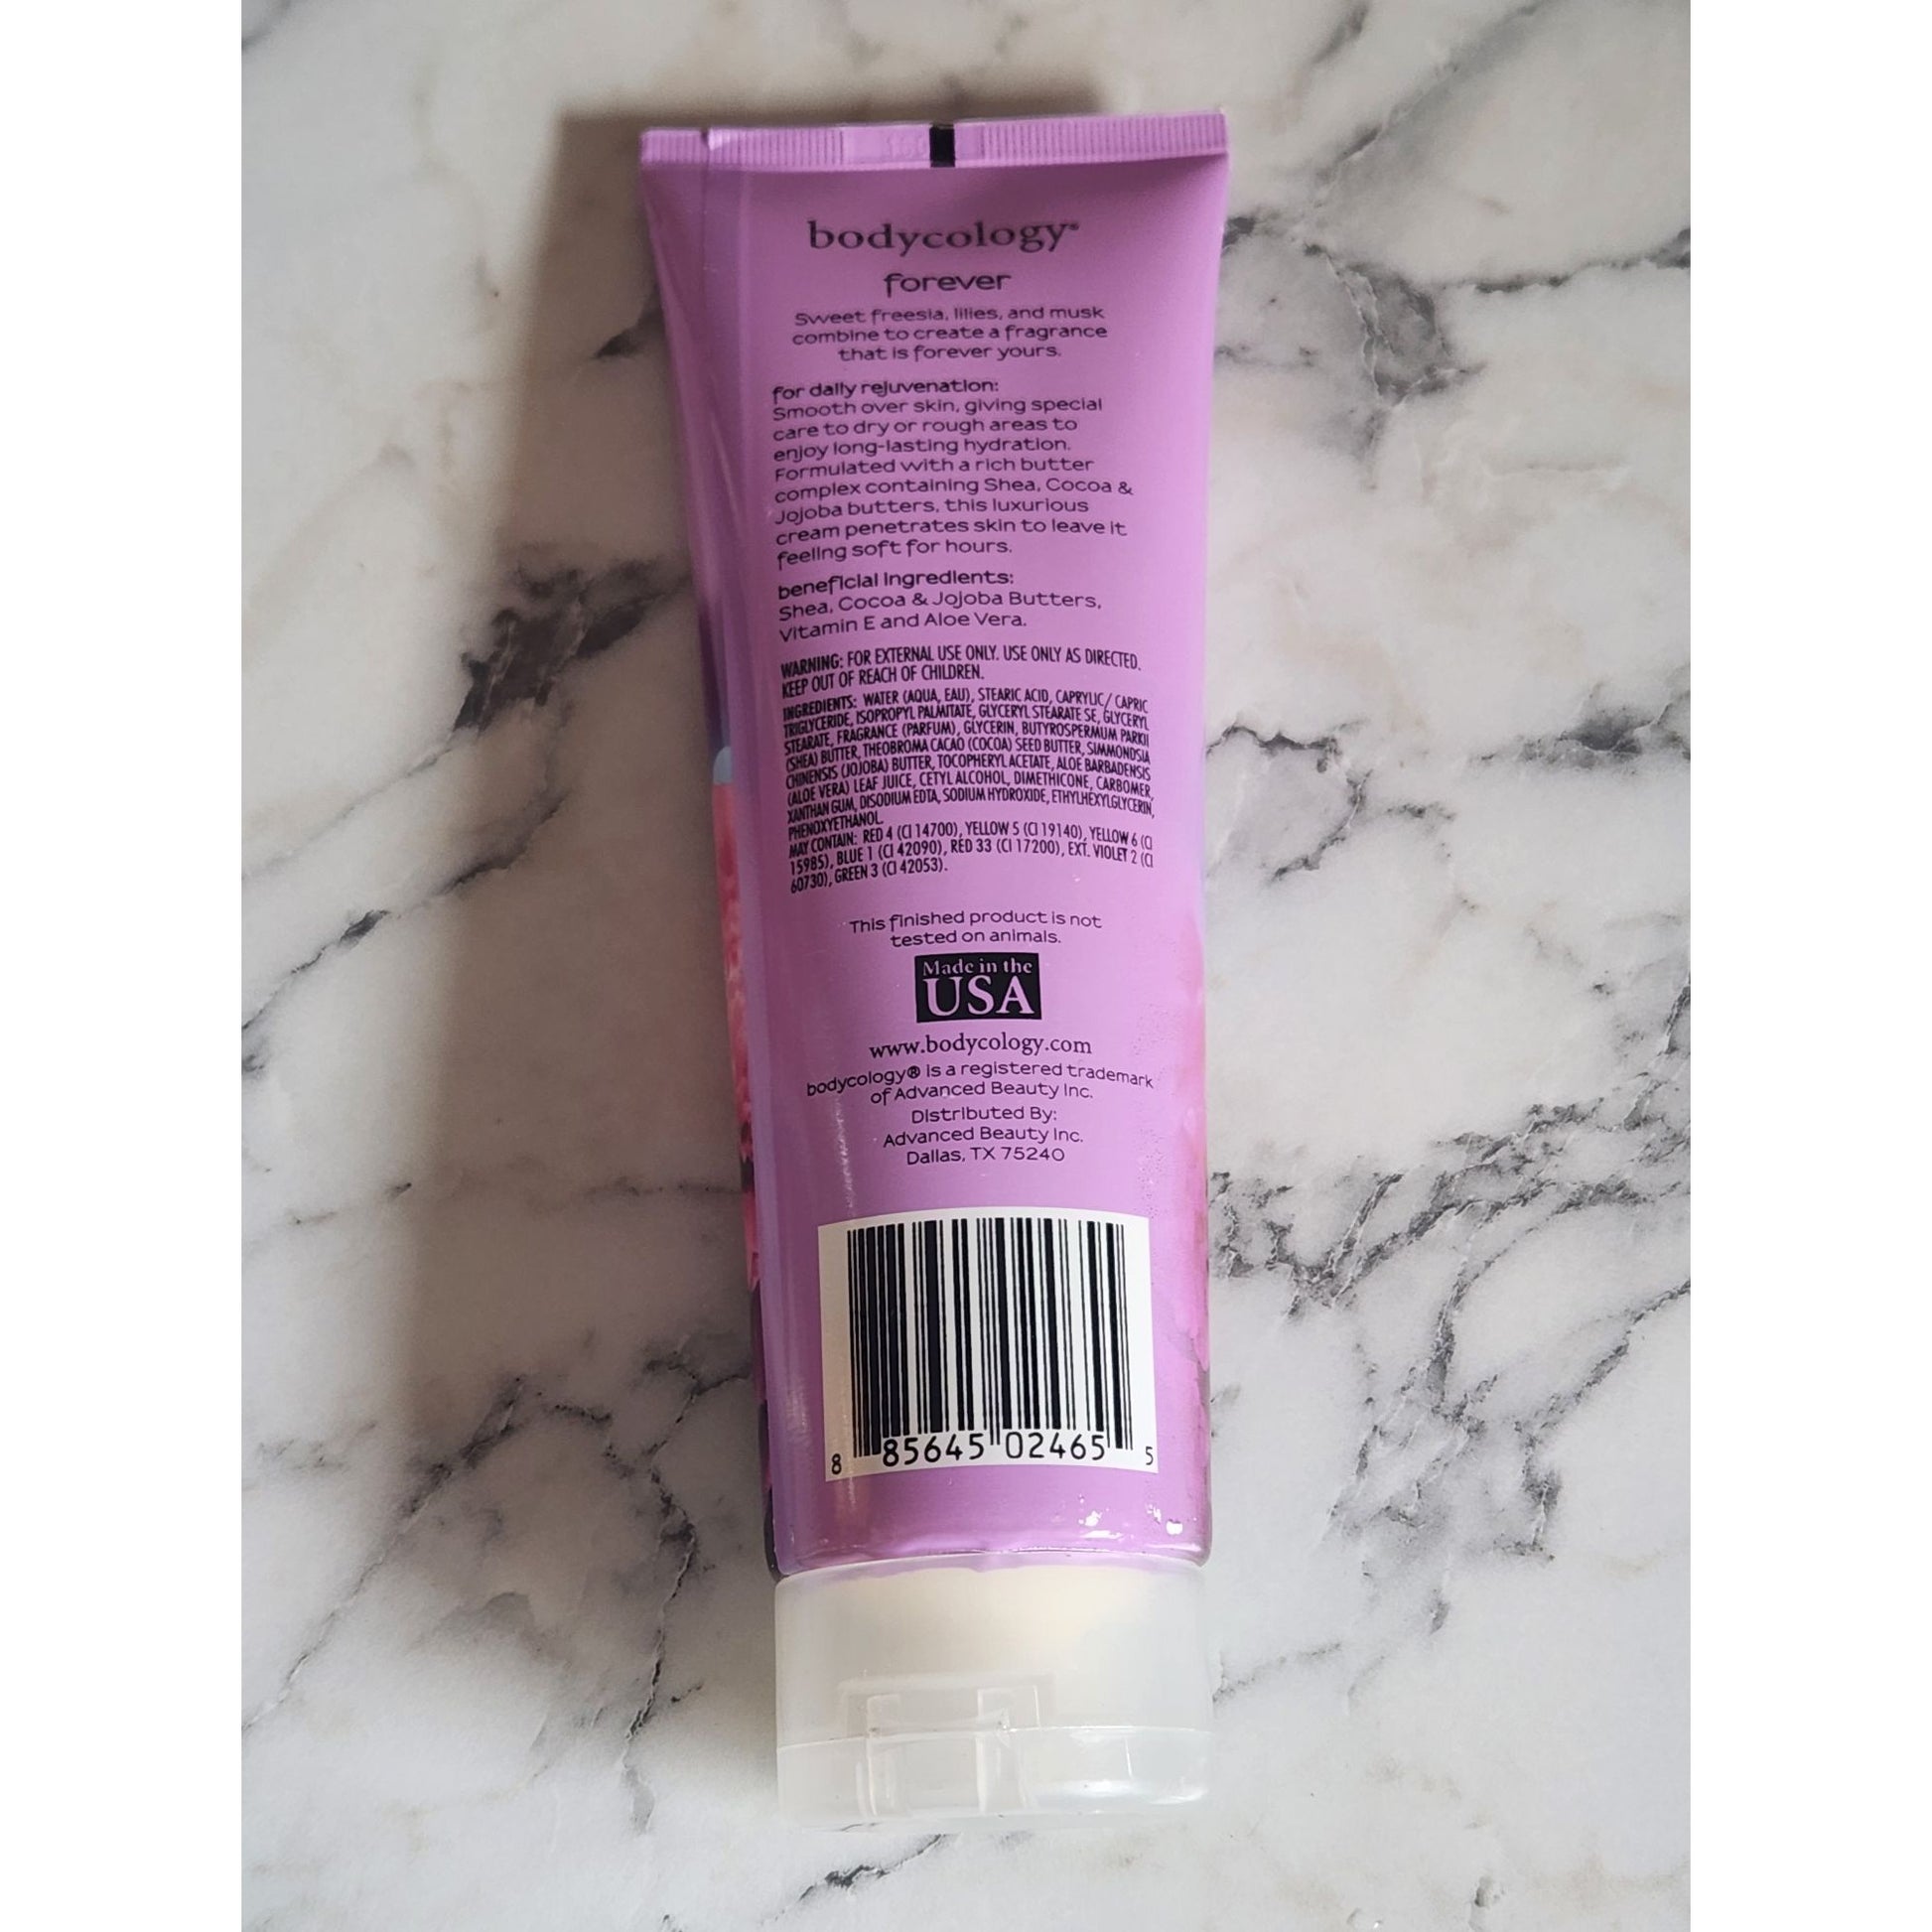 bodycology®
forever
Sweet freesia, lilies, and musk
combine to create a fragrance
that is forever yours.
for daily rejuvenation:
Smooth over skin, giving special
care to dry or rough areas to
enjoy long-lasting hydration.
Formulated with a rich butter
complex containing Shea, Cocoa &
Jojoba butters, this luxurious
cream penetrates skin to leave it
feeling soft for hours.
beneficial ingredients:
Shea, Cocoa & Jojoba Butters,
Vitamin E and Aloe Vera.
WARNING: FOR EXTERNAL USE ONLY. USE ONLY AS DIRECTED.
KEEP OUT OF REACH OF CHILDREN.
INGREDIENTS: WATER (AQUA, EAU), STEARIC ACID, CAPRYLIC/ CAPRIC
TRIGLYCERIDE, ISOPROPYL PALMITATE, GLYCERYL STEARATE SE, GLYCERYL
STEARATE, FRAGRANCE (PARFUM), GLYCERIN, BUTYROSPERMUM PARKII
(SHEA) BUTTER, THEOBROMA CACAO (COCOA) SEED BUTTER, SIMMONDSIA
CHINENSIS (JOJOBA) BUTTER, TOCOPHERYL ACETATE, ALOE BARBADENSIS
(ALOE VERA) LEAF JUICE, CETYL ALCOHOL, DIMETHICONE, CARBOMER,
XANTHAN GUM, DISODIUM EDTA, SODIUM HYDROXIDE, ETHYLHEXYLGLYCERIN,
PHENOXYETHANOL.
MAY CONTAIN: RED 4 (CI 14700), YELLOW 5 (CI 19140), YELLOW 6 (CI
15985), BLUE 1 (CI 42090), RED 33 (CI 17200), EXT. VIOLET 2 (CI
60730), GREEN 3 (CI 42053).
This finished product is not
tested on animals.
Made in the
USA
www.bodycology.com
bodycology® is a registered trademark
of Advanced Beauty Inc.
Distributed By:
Advanced Beauty Inc.
Dallas, TX 75240
8 85645 02465 5